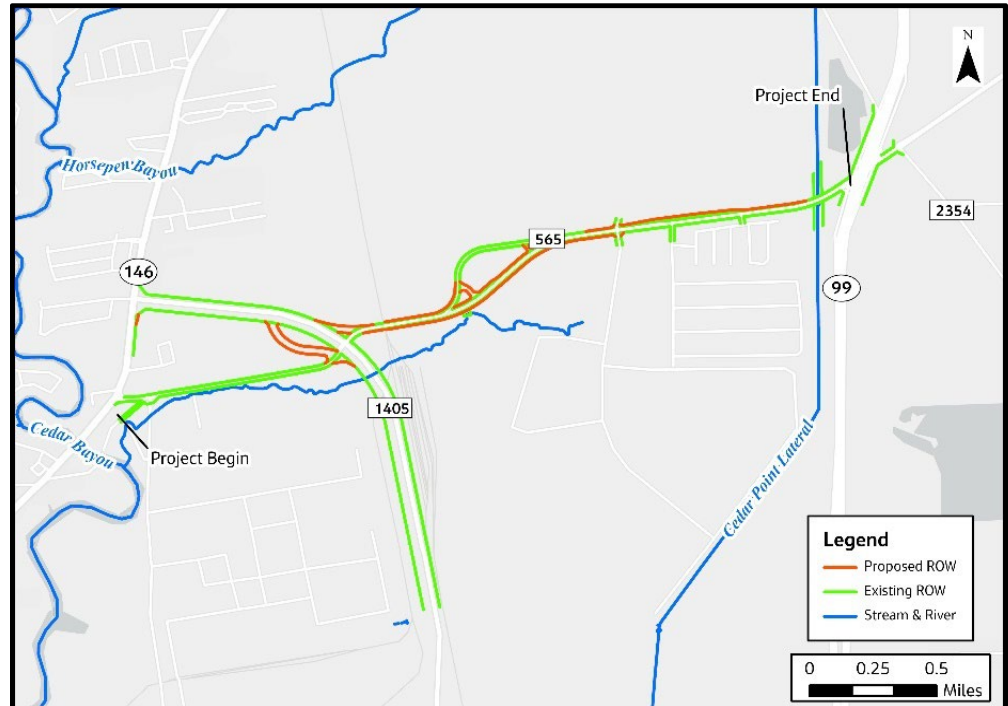 N
Project End
Horsepen Bayou
2354
565
146
99
1405
Cedar Bayou
Project Begin
Cedar Point Lateral
Legend
Proposed ROW
Existing ROW
Stream & River
0 0.25 0.5
Miles